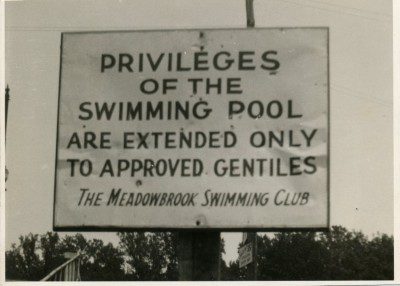 PRIVILEGES
OF THE
SWIMMING POOL
ARE EXTENDED ONLY
TO APPROVED GENTILES
THE MEADOWBROOK SWIMMING CLUB